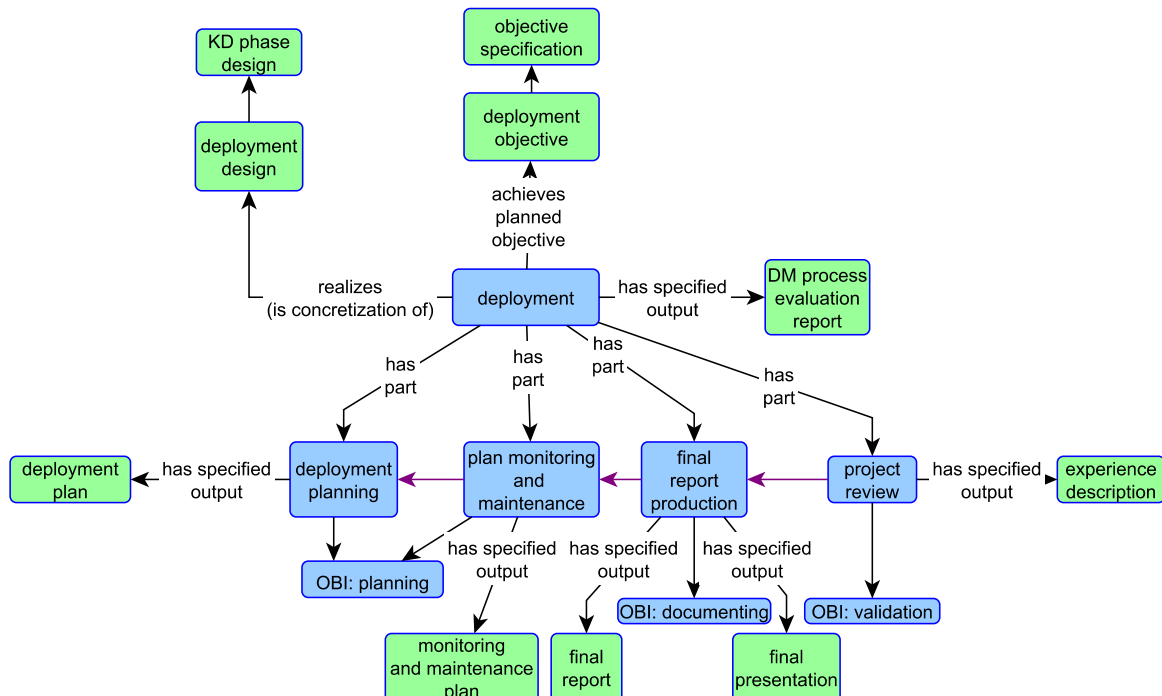 KD phase
design
objective
specification
deployment
design
deployment
objective
achieves
planned
objective
realizes
(is concretization of)
deployment
has specified
output
DM process
evaluation
report
has
part
has
part
has
part
has
part
deployment
plan
has specified
output
deployment
planning
plan monitoring
and
maintenance
final
report
production
project
review
has specified
output
experience
description
OBI: planning
has specified
output
has specified
output
has specified
output
OBI: documenting
OBI: validation
monitoring
and maintenance
plan
final
report
final
presentation